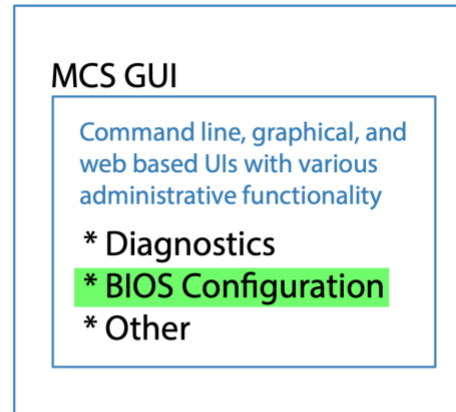 MCS GUI
Command line, graphical, and
web based UIs with various
administrative functionality
* Diagnostics
* BIOS Configuration
* Other